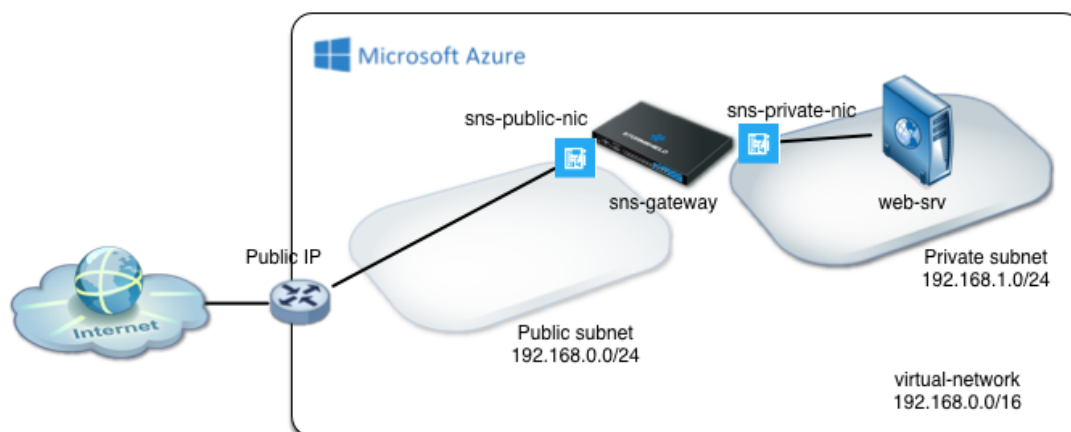 Microsoft Azure
sns-public-nic
sns-private-nic
STORMSHIELD
sns-gateway
web-srv
Public IP
Private subnet
192.168.1.0/24
Internet
Public subnet
192.168.0.0/24
virtual-network
192.168.0.0/16